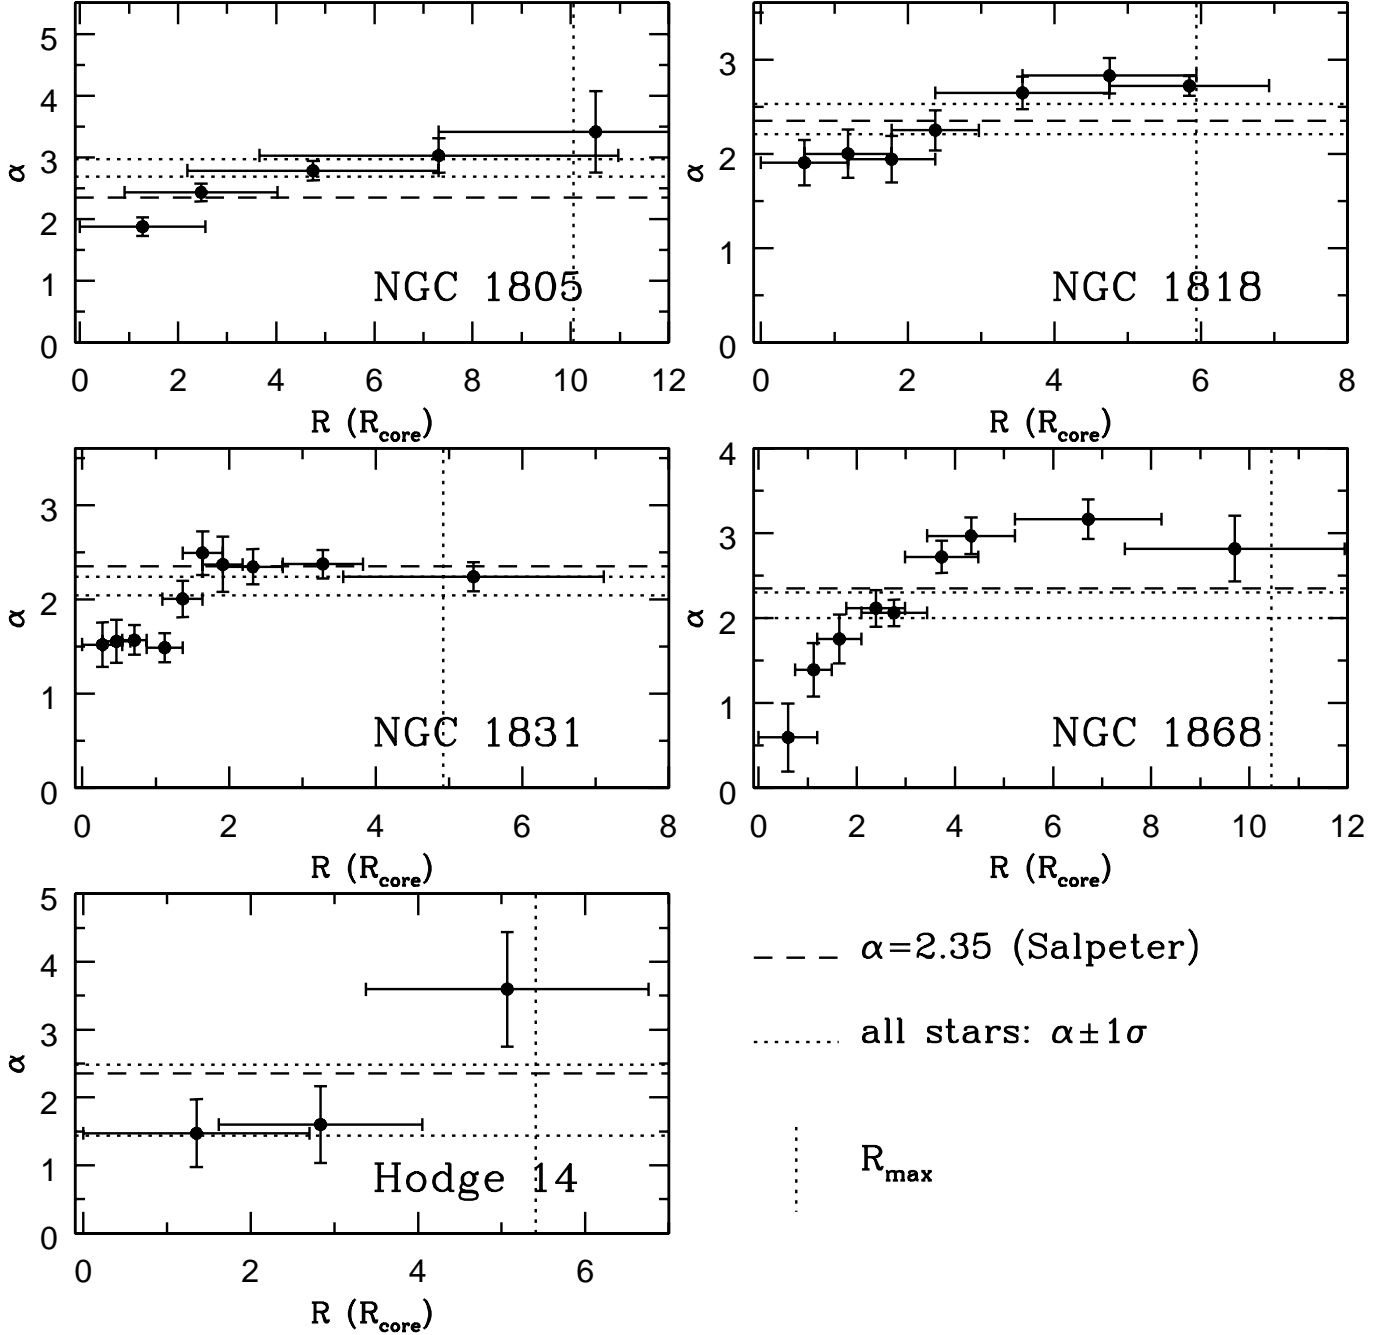 5
4
3
2
1
0
α
NGC 1805
0 2 4 6 8 10 12
R (Rcore)
3
2
1
0
α
NGC 1818
0 2 4 6 8
R (Rcore)
3
2
1
0
α
NGC 1831
0 2 4 6 8
R (Rcore)
4
3
2
1
0
α
NGC 1868
0 2 4 6 8 10 12
R (Rcore)
5
4
3
2
1
0
α
Hodge 14
0 2 4 6
R (Rcore)
α=2.35 (Salpeter)
all stars: α±1σ
Rmax